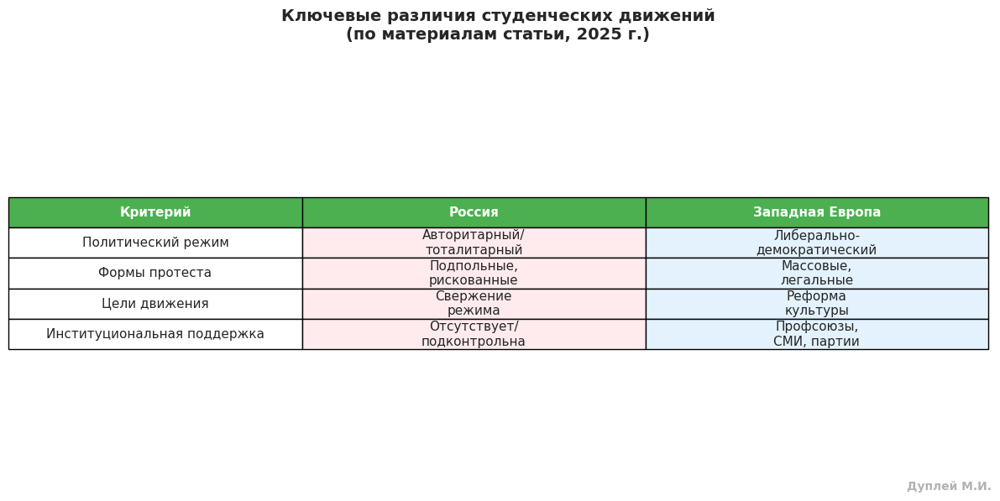 Ключевые различия студенческих движений
(по материалам статьи, 2025 г.)
Критерий
Россия
Западная Европа
Политический режим
Авторитарный/
тоталитарный
Либерально-
демократический
Формы протеста
Подпольные,
рискованные
Массовые,
легальные
Цели движения
Свержение
режима
Реформа
культуры
Институциональная поддержка
Отсутствует/
подконтрольна
Профсоюзы,
СМИ, партии
Дуплей М.И.